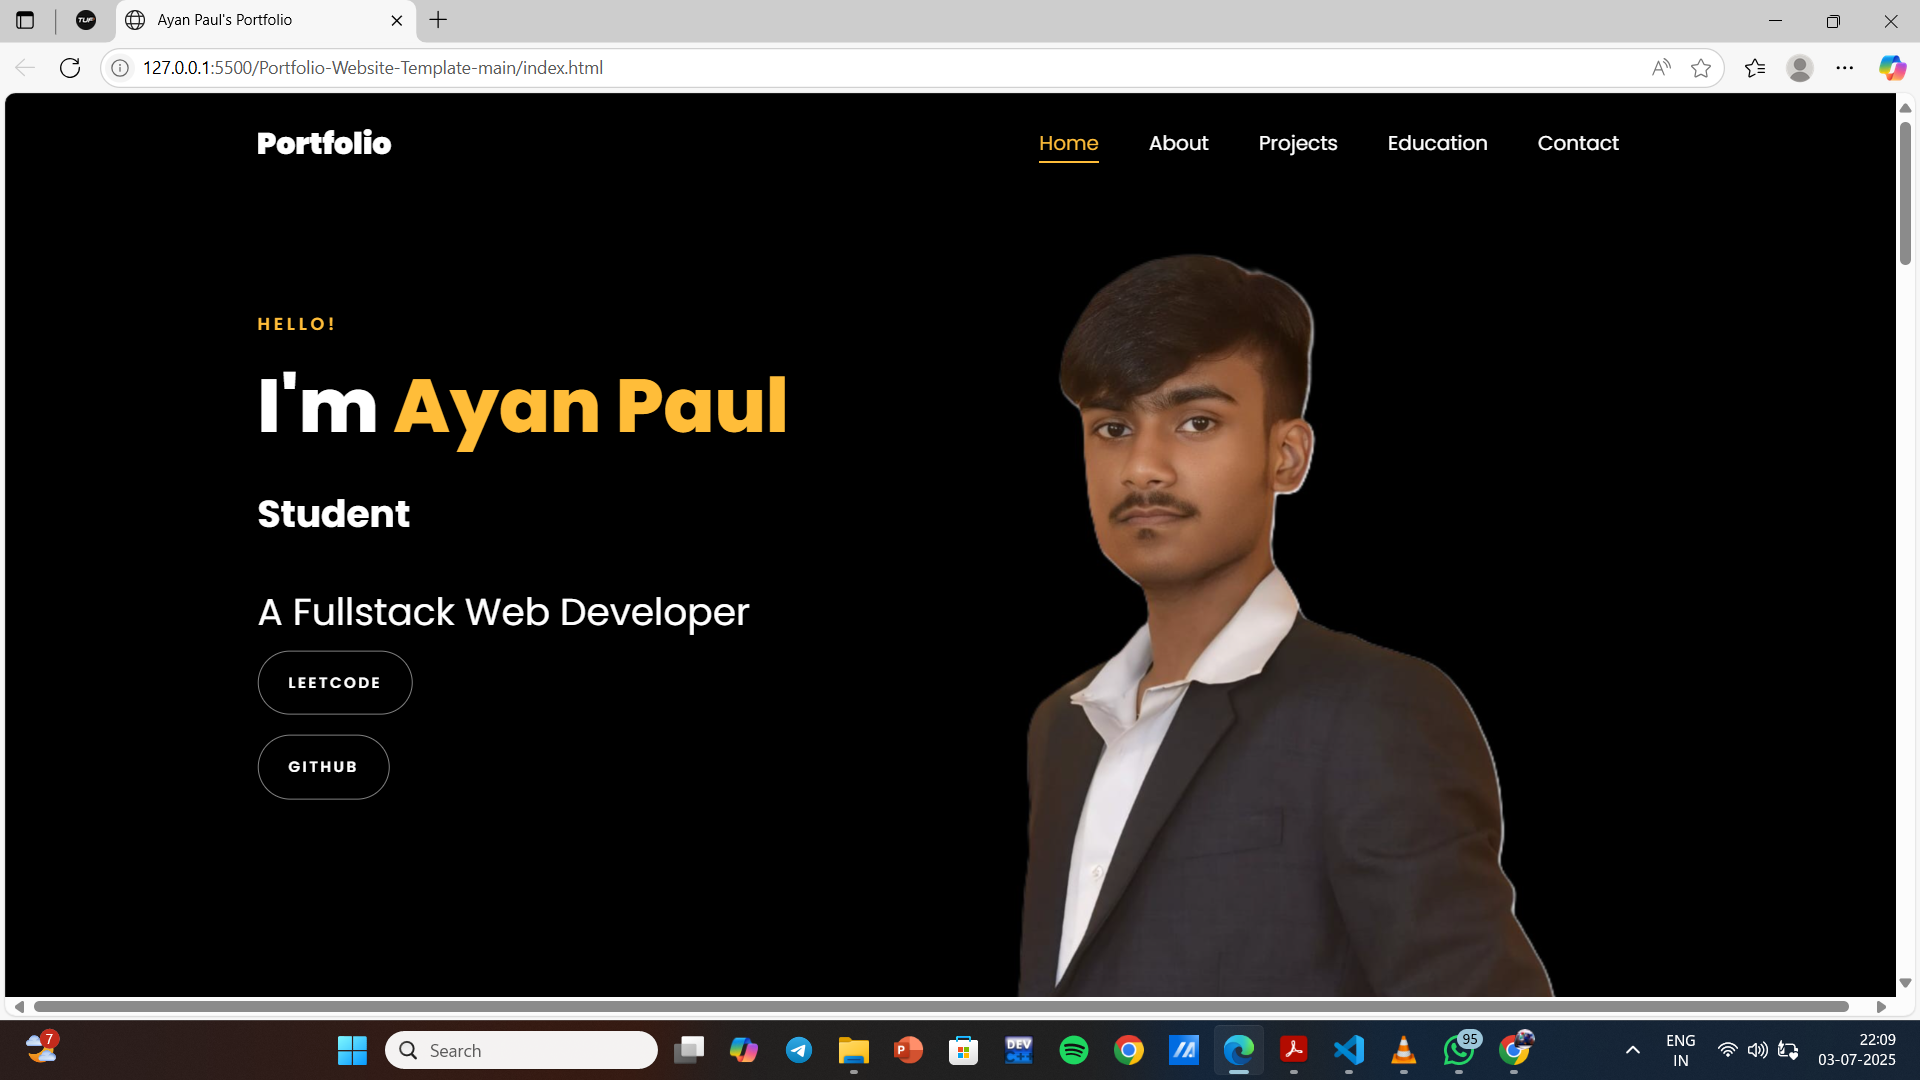 TUF
Ayan Paul's Portfolio
127.0.0.1:5500/Portfolio-Website-Template-main/index.html
Portfolio
Home About Projects Education Contact
HELLO!
I'm Ayan Paul
Student
A Fullstack Web Developer
LEETCODE
GITHUB
7
Search
P
DEV
C++
95
ENG
IN
22:09
03-07-2025